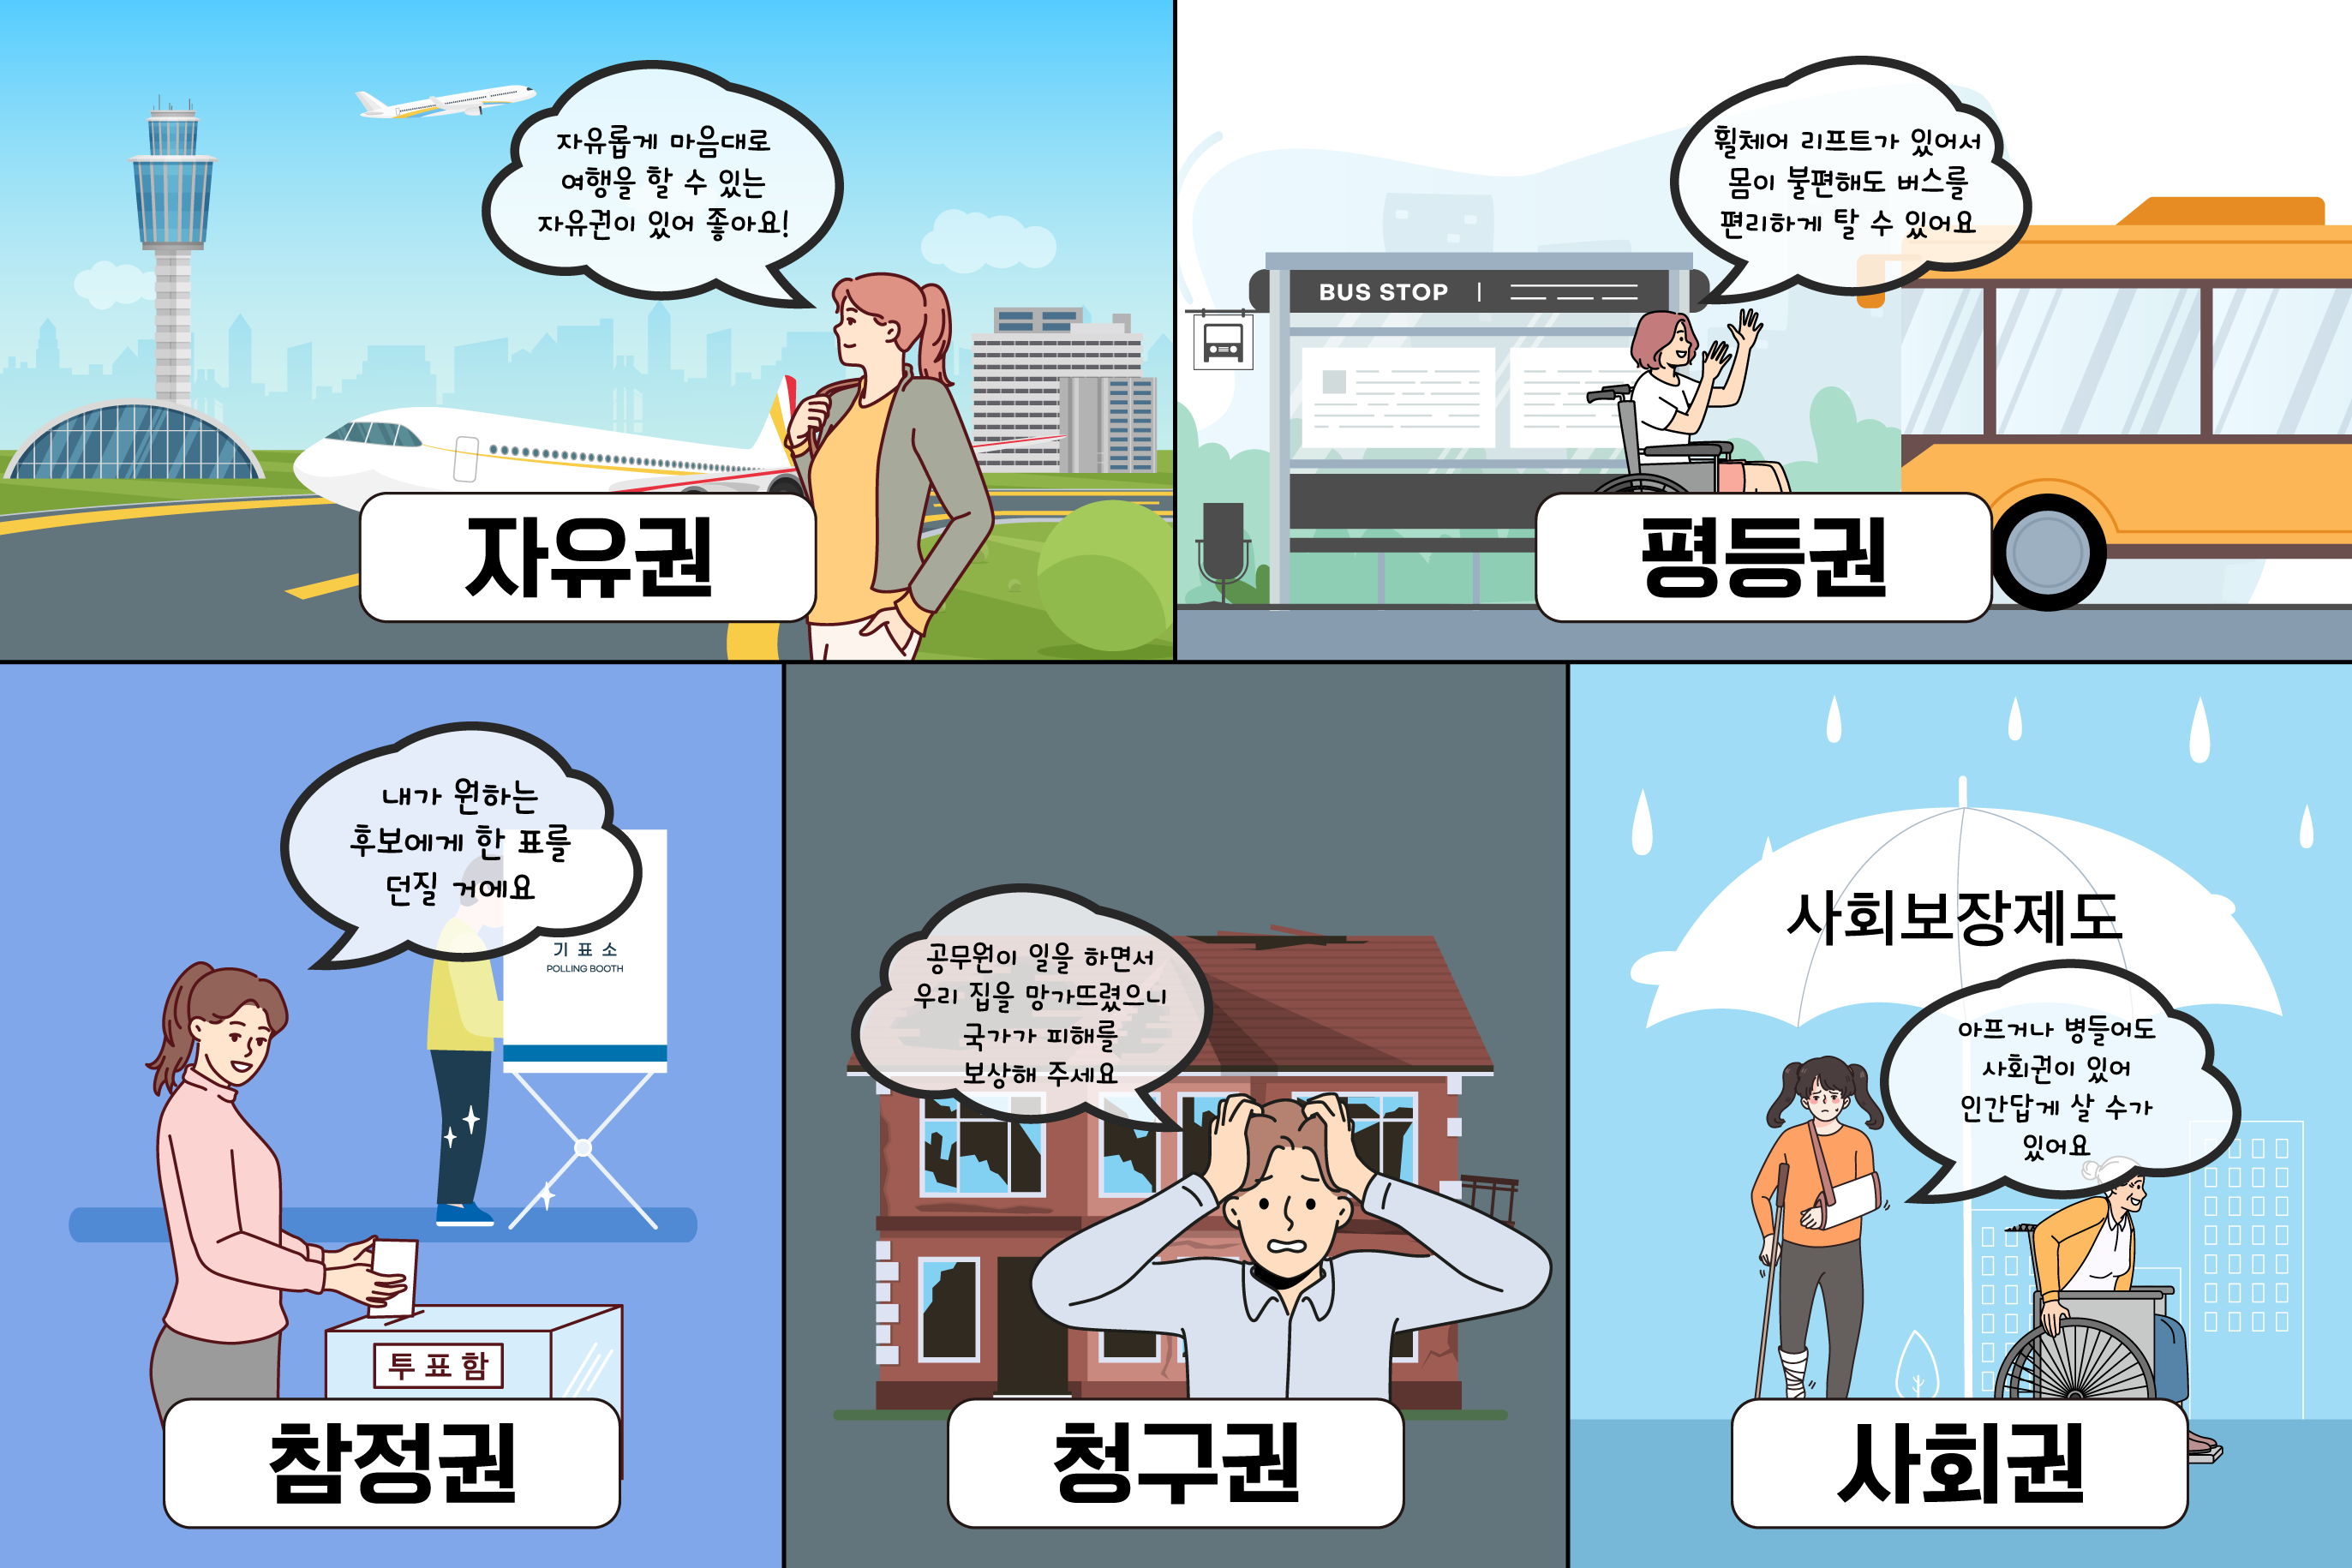 자유롭게 마음대로
여행을 할 수 있는
자유권이 있어 좋아요!
자유권
휠체어 리프트가 있어서
몸이 불편해도 버스를
편리하게 탈 수 있어요
BUS STOP
평등권
내가 원하는
후보에게 한 표를
던질 거에요
기표소
POLLING BOOTH
투표함
참정권
공무원이 일을 하면서
우리 집을 망가뜨렸으니
국가가 피해를
보상해 주세요
청구권
사회보장제도
아프거나 병들어도
사회권이 있어
인간답게 살 수가
있어요
사회권